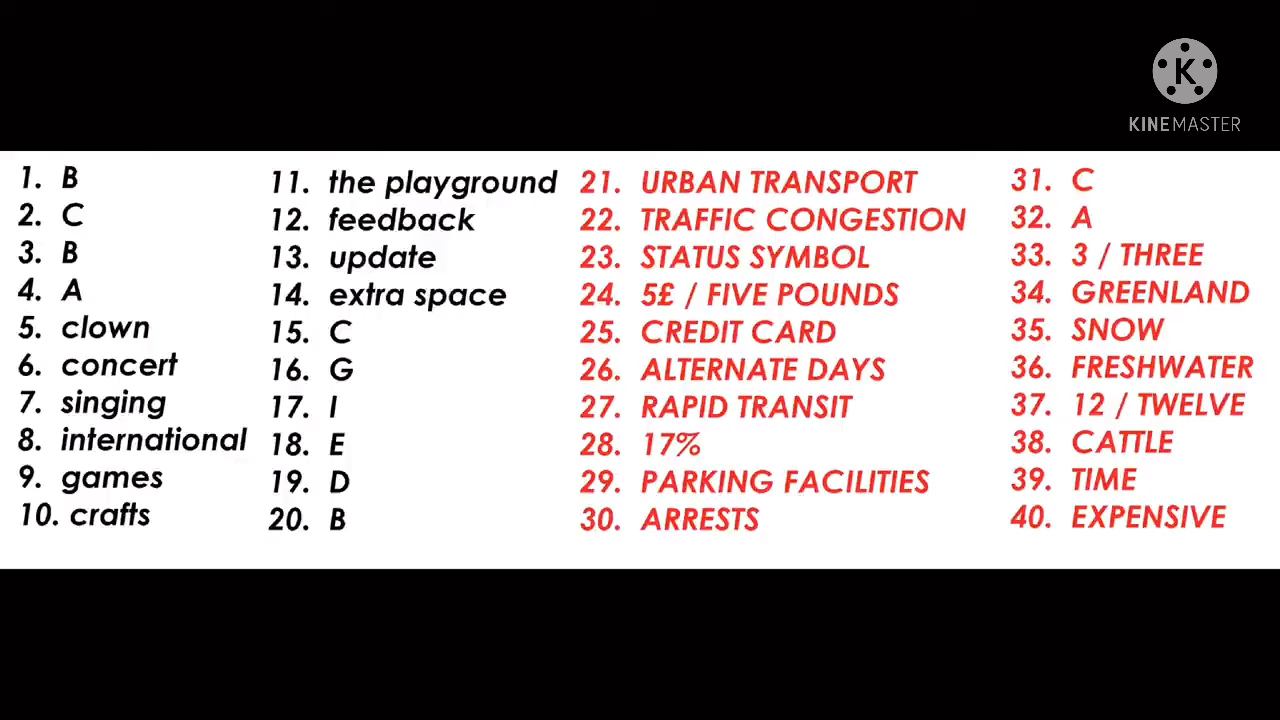 KINEMASTER
1. B
2. C
3. B
4. A
5. clown
6. concert
7. singing
8. international
9. games
10. crafts
11. the playground
12. feedback
13. update
14. extra space
15. C
16. G
17. I
18. E
19. D
20. B
21. URBAN TRANSPORT
22. TRAFFIC CONGESTION
23. STATUS SYMBOL
24. 5£ / FIVE POUNDS
25. CREDIT CARD
26. ALTERNATE DAYS
27. RAPID TRANSIT
28. 17%
29. PARKING FACILITIES
30. ARRESTS
31. C
32. A
33. 3 / THREE
34. GREENLAND
35. SNOW
36. FRESHWATER
37. 12 / TWELVE
38. CATTLE
39. TIME
40. EXPENSIVE